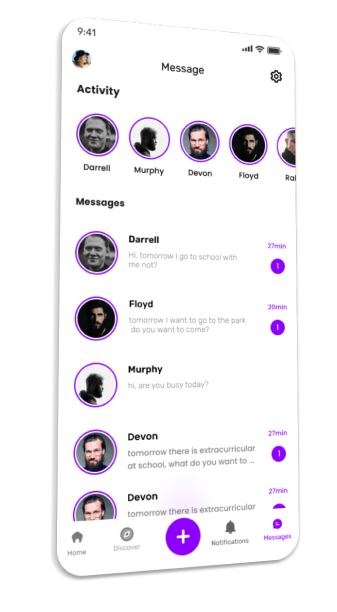 9:41
Message
Activity
Darrell
Murphy
Devon
Floyd
Ral
Messages
Darrell
27min
Hi, tomorrow I go to school with
me not?
1
Floyd
20min
tomorrow I want to go to the park
do you want to come?
1
Murphy
hi, are you busy today?
Devon
27min
tomorrow there is extracurricular
at school, what do you want to ...
1
Devon
27min
tomorrow there is extracurricular
Home
Discover
Notifications
Messages